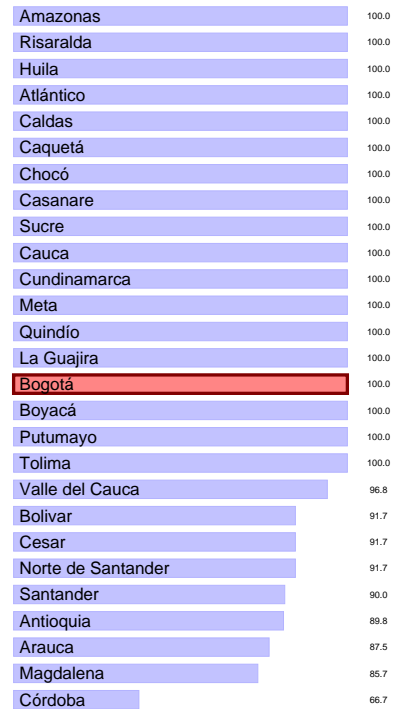 Amazonas 100.0
Risaralda 100.0
Huila 100.0
Atlántico 100.0
Caldas 100.0
Caquetá 100.0
Chocó 100.0
Casanare 100.0
Sucre 100.0
Cauca 100.0
Cundinamarca 100.0
Meta 100.0
Quindío 100.0
La Guajira 100.0
Bogotá 100.0
Boyacá 100.0
Putumayo 100.0
Tolima 100.0
Valle del Cauca 96.8
Bolivar 91.7
Cesar 91.7
Norte de Santander 91.7
Santander 90.0
Antioquia 89.8
Arauca 87.5
Magdalena 85.7
Córdoba 66.7